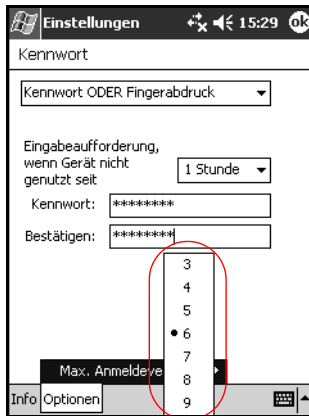 Einstellungen 15:29 ok
Kennwort
Kennwort ODER Fingerabdruck
Eingabeaufforderung,
wenn Gerät nicht
genutzt seit
1 Stunde
Kennwort: ********
Bestätigen: ********
3
4
5
6
7
8
9
Max. Anmeldeve
Info Optionen